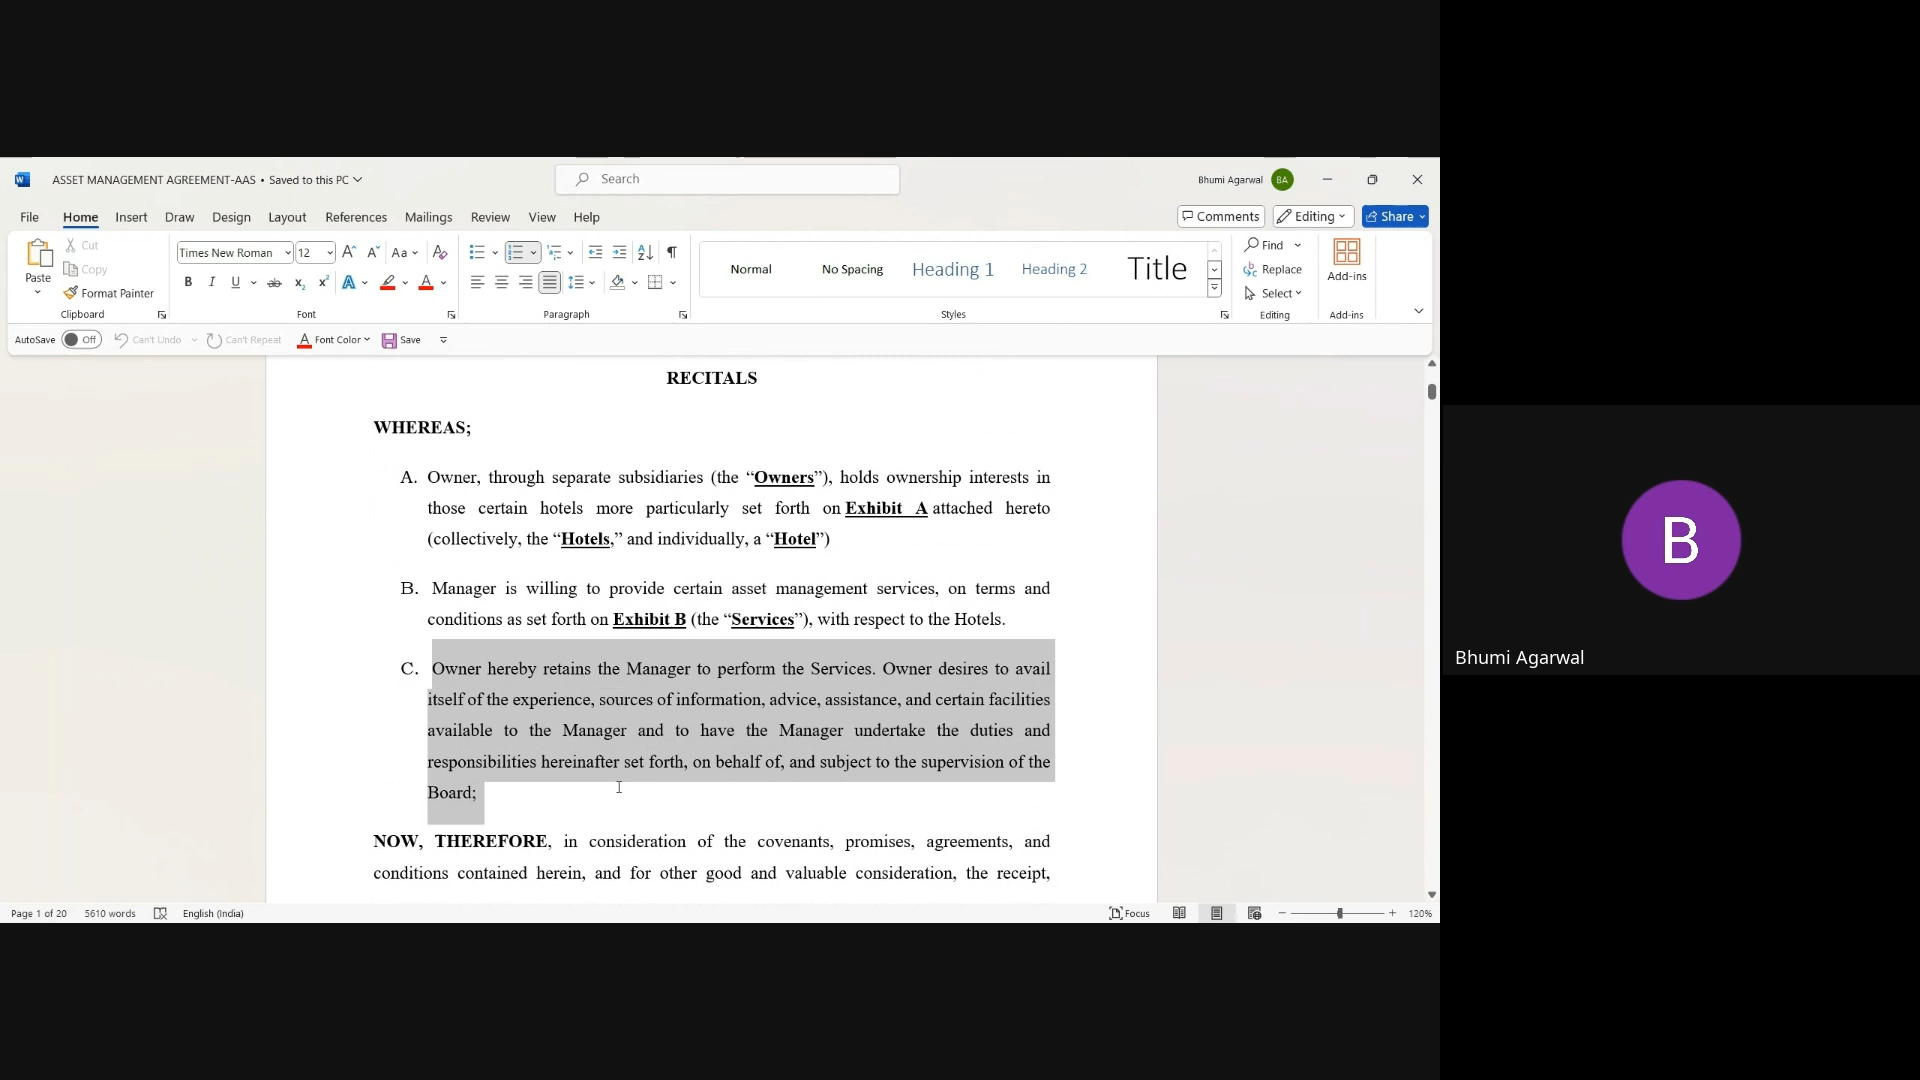 ASSET MANAGEMENT AGREEMENT-AAS • Saved to this PC
Search
Bhumi Agarwal
BA
File Home Insert Draw Design Layout References Mailings Review View Help
Comments Editing Share
Paste
Cut
Copy
Format Painter
Clipboard
Times New Roman 12
Font
Paragraph
Normal No Spacing Heading 1 Heading 2 Title
Styles
Find
Replace
Select
Editing
Add-ins
Add-ins
AutoSave Off Can't Undo Can't Repeat Font Color Save
RECITALS
WHEREAS;
A. Owner, through separate subsidiaries (the “Owners”), holds ownership interests in
those certain hotels more particularly set forth on Exhibit A attached hereto
(collectively, the “Hotels,” and individually, a “Hotel”)
B. Manager is willing to provide certain asset management services, on terms and
conditions as set forth on Exhibit B (the “Services”), with respect to the Hotels.
C. Owner hereby retains the Manager to perform the Services. Owner desires to avail
itself of the experience, sources of information, advice, assistance, and certain facilities
available to the Manager and to have the Manager undertake the duties and
responsibilities hereinafter set forth, on behalf of, and subject to the supervision of the
Board;
NOW, THEREFORE, in consideration of the covenants, promises, agreements, and
conditions contained herein, and for other good and valuable consideration, the receipt,
Page 1 of 20 5610 words English (India)
Focus
120%
B
Bhumi Agarwal